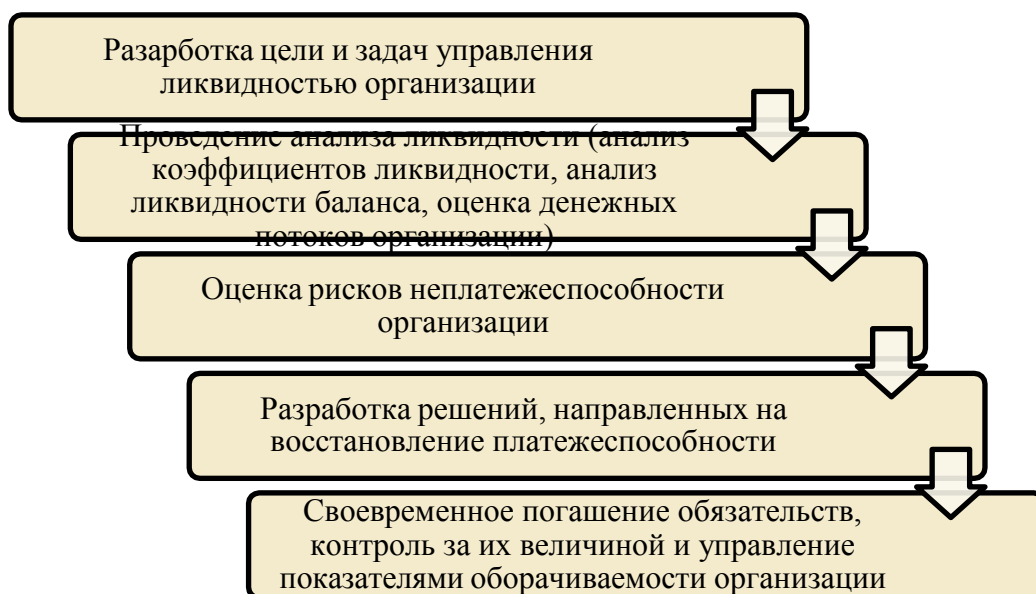 Разарботка цели и задач управления
ликвидностью организации
Проведение анализа ликвидности (анализ
коэффициентов ликвидности, анализ
ликвидности баланса, оценка денежных
потоков организации)
Оценка рисков неплатежеспособности
организации
Разработка решений, направленных на
восстановление платежеспособности
Своевременное погашение обязательств,
контроль за их величиной и управление
показателями оборачиваемости организации